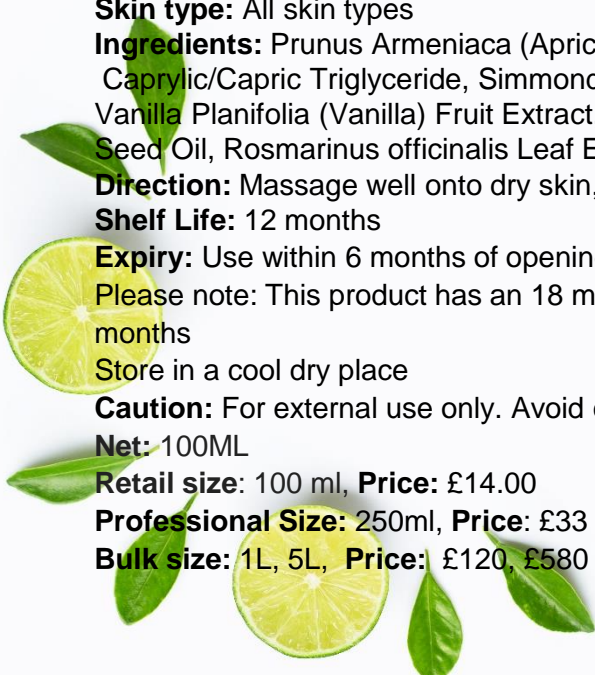 Skin type: All skin types
Ingredients: Prunus Armeniaca (Apric
Caprylic/Capric Triglyceride, Simmond
Vanilla Planifolia (Vanilla) Fruit Extract
Seed Oil, Rosmarinus officinalis Leaf E
Direction: Massage well onto dry skin,
Shelf Life: 12 months
Expiry: Use within 6 months of openin
Please note: This product has an 18 m
months
Store in a cool dry place
Caution: For external use only. Avoid
Net: 100ML
Retail size: 100 ml, Price: £14.00
Professional Size: 250ml, Price: £33
Bulk size: 1L, 5L, Price: £120, £580